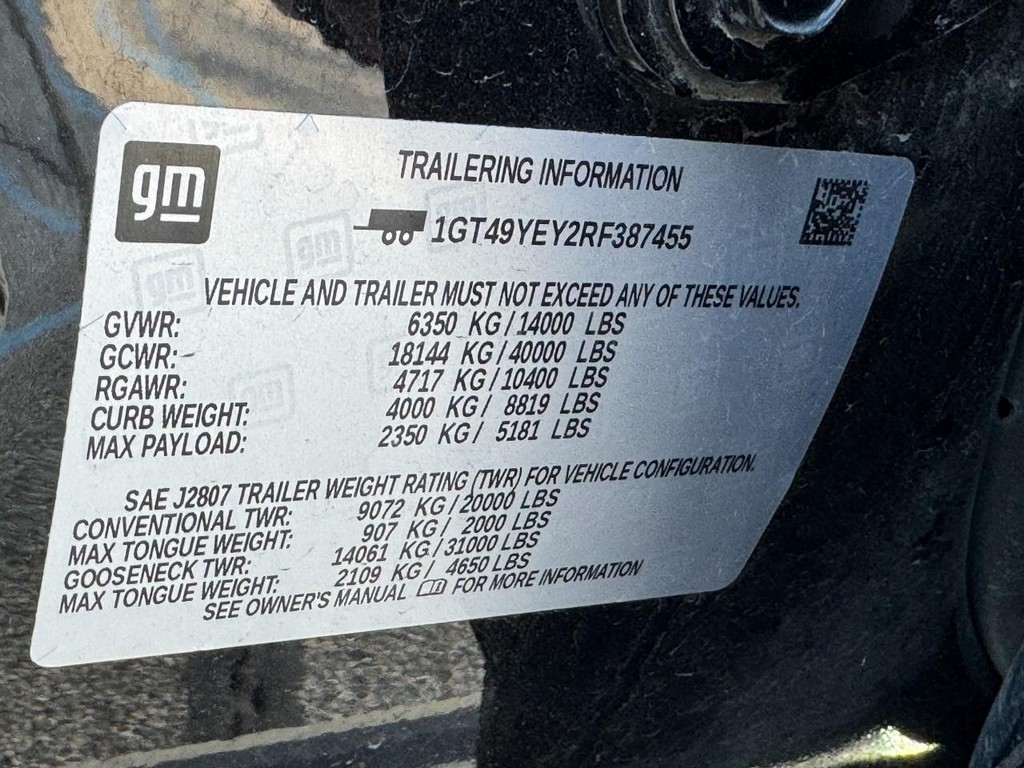 gm
TRAILERING INFORMATION
1GT49YEY2RF387455
VEHICLE AND TRAILER MUST NOT EXCEED ANY OF THESE VALUES.
GVWR: 6350 KG / 14000 LBS
GCWR: 18144 KG / 40000 LBS
RGAWR: 4717 KG / 10400 LBS
CURB WEIGHT: 4000 KG / 8819 LBS
MAX PAYLOAD: 2350 KG / 5181 LBS
SAE J2807 TRAILER WEIGHT RATING (TWR) FOR VEHICLE CONFIGURATION.
CONVENTIONAL TWR: 9072 KG / 20000 LBS
MAX TONGUE WEIGHT: 907 KG / 2000 LBS
GOOSENECK TWR: 14061 KG / 31000 LBS
MAX TONGUE WEIGHT: 2109 KG / 4650 LBS
SEE OWNER'S MANUAL FOR MORE INFORMATION